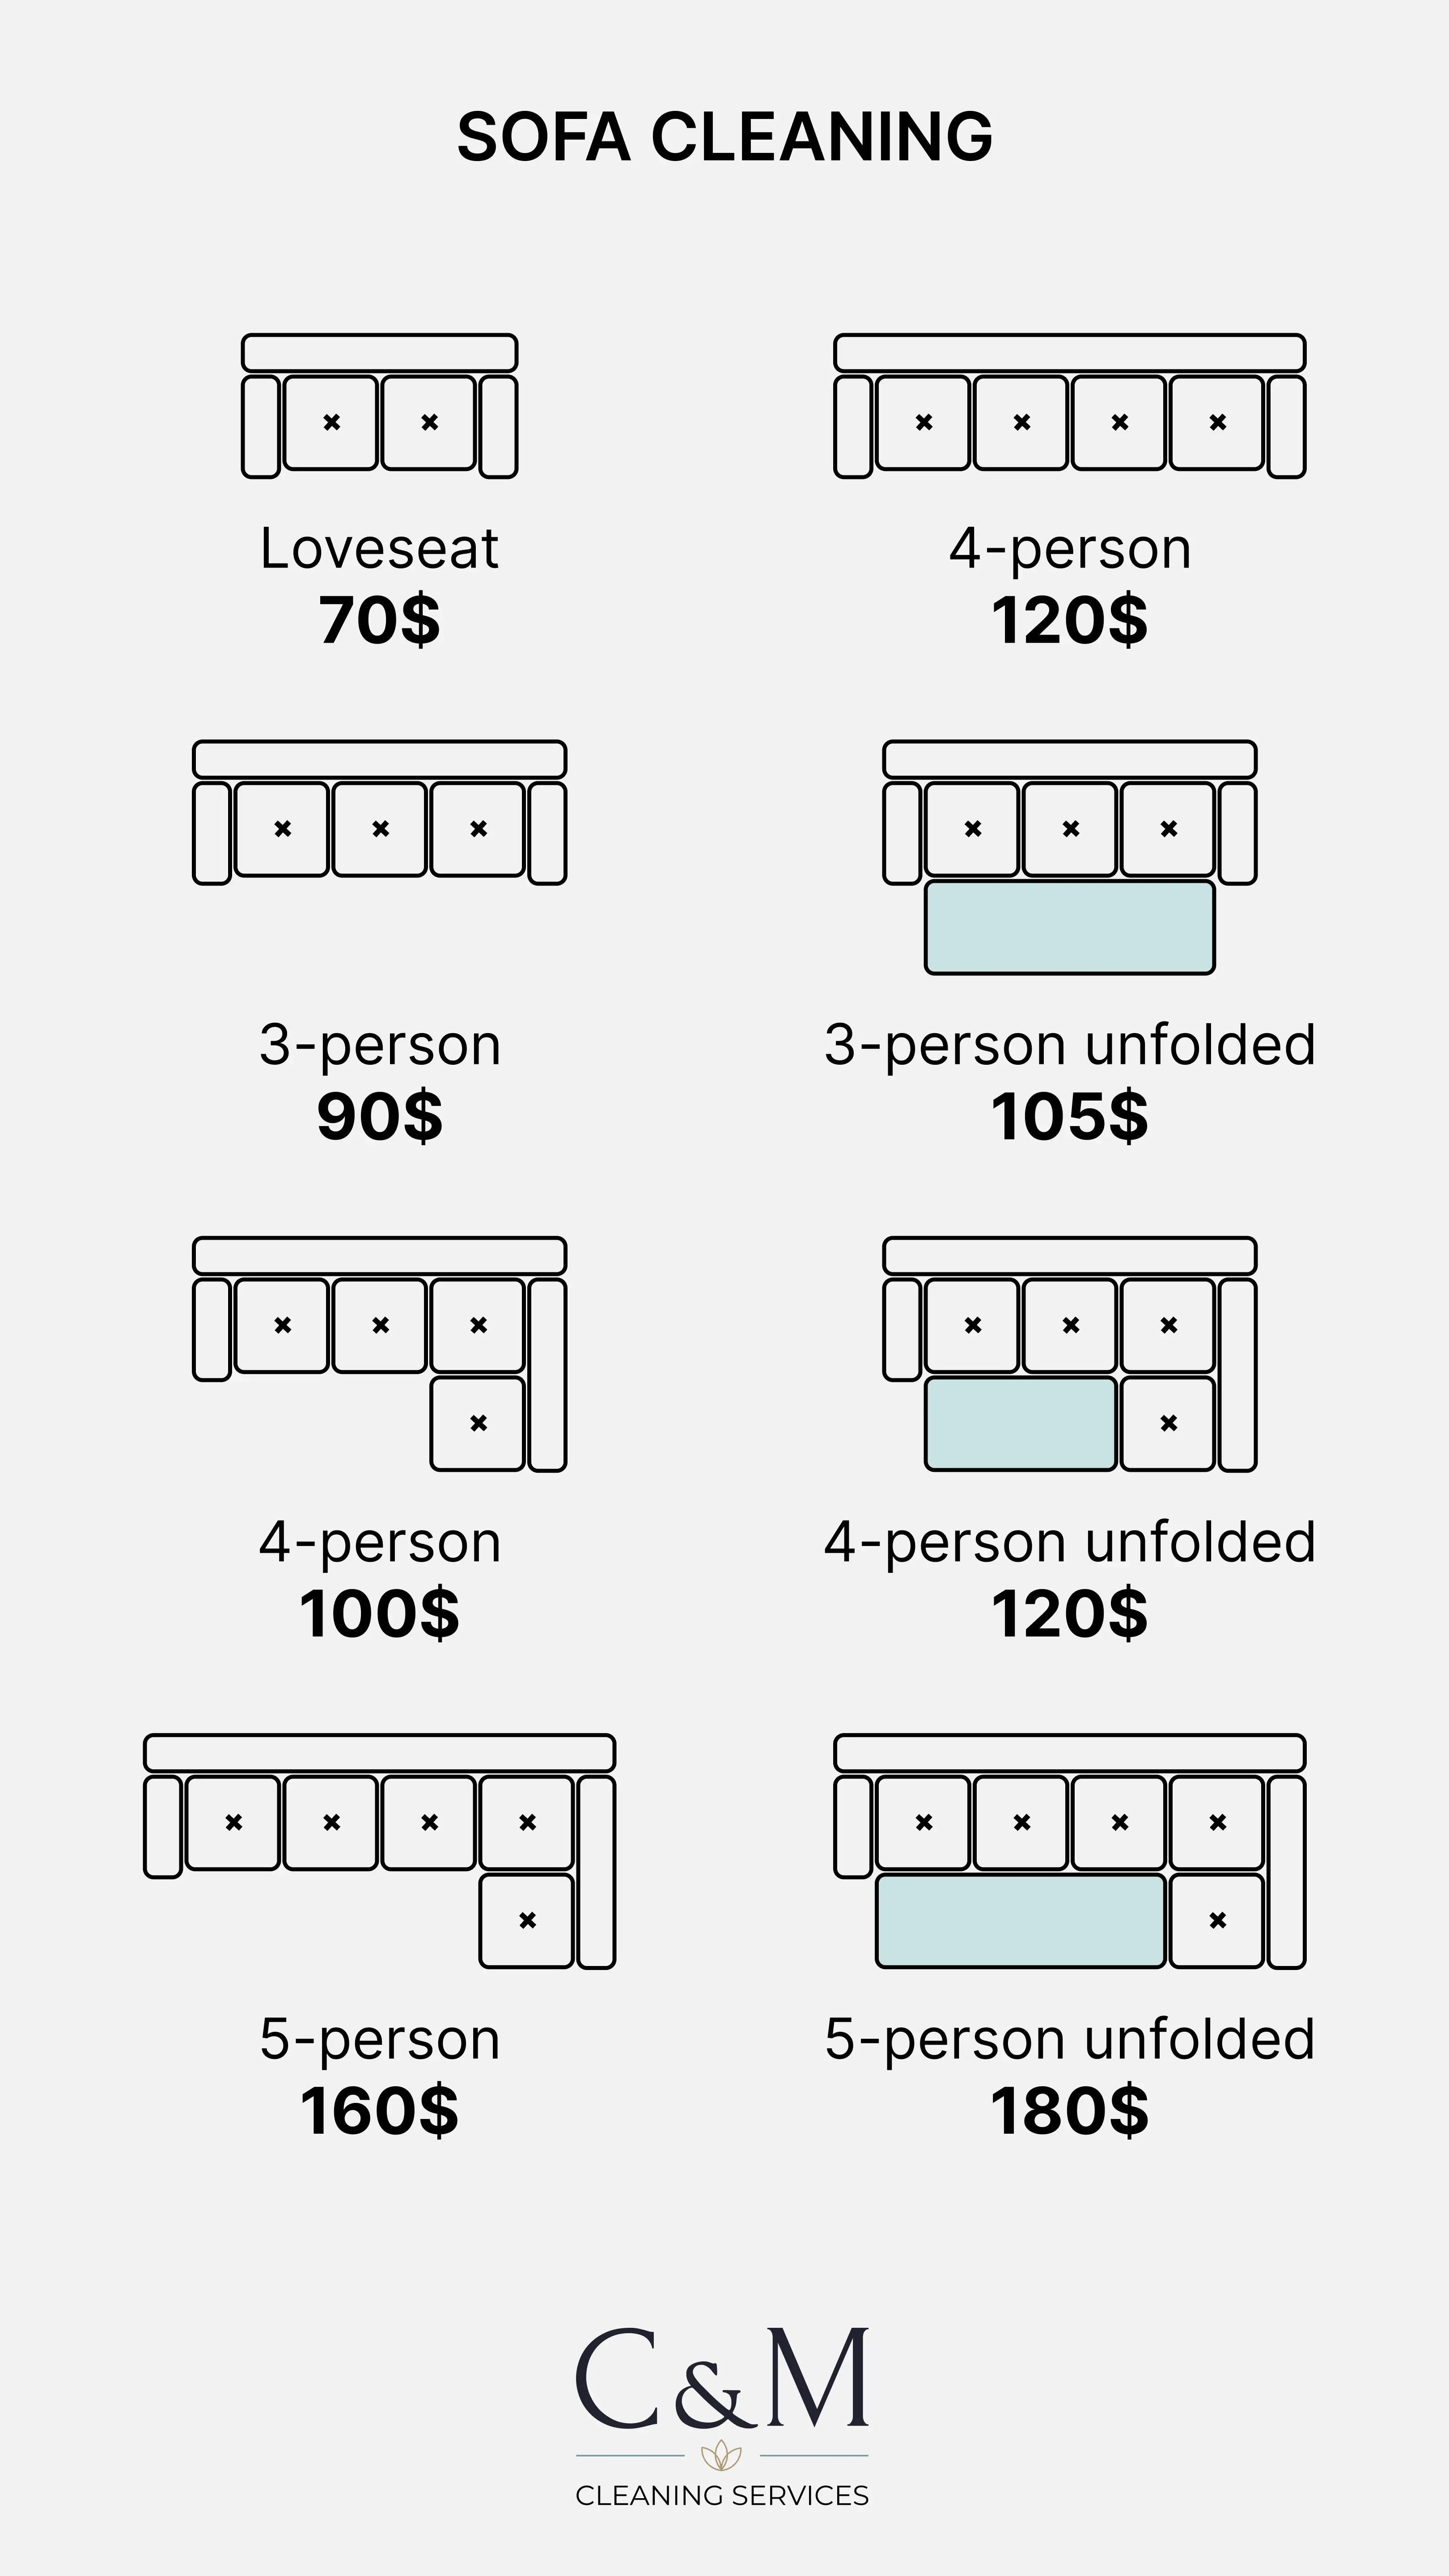 SOFA CLEANING
Loveseat
70$
4-person
120$
3-person
90$
3-person unfolded
105$
4-person
100$
4-person unfolded
120$
5-person
160$
5-person unfolded
180$
C&M
CLEANING SERVICES